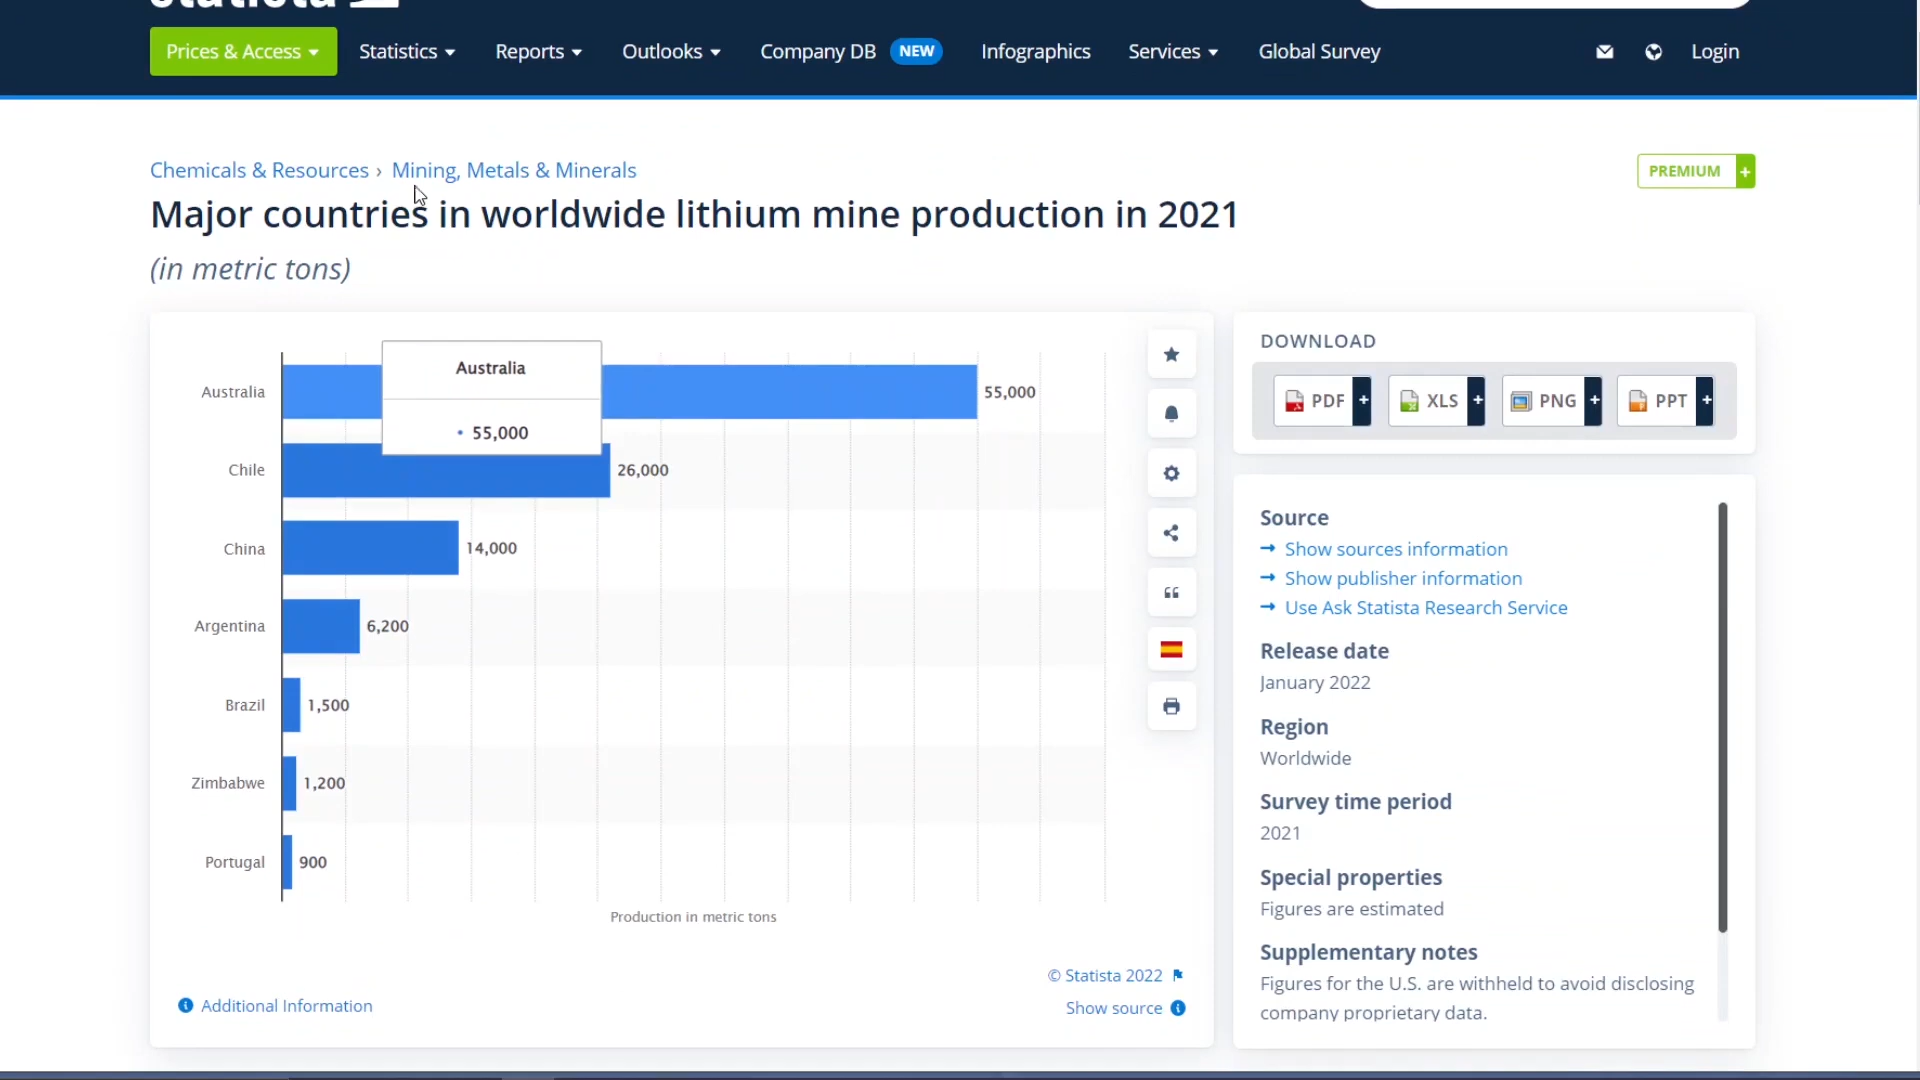 statista
Prices & Access
Statistics
Reports
Outlooks
Company DB NEW
Infographics
Services
Global Survey
Login
Chemicals & Resources › Mining, Metals & Minerals
PREMIUM +
Major countries in worldwide lithium mine production in 2021
(in metric tons)
Australia
55,000
Australia
55,000
Chile
26,000
China
14,000
Argentina
6,200
Brazil
1,500
Zimbabwe
1,200
Portugal
900
Production in metric tons
© Statista 2022
Additional Information
Show source
DOWNLOAD
PDF +
XLS +
PNG +
PPT +
Source
Show sources information
Show publisher information
Use Ask Statista Research Service
Release date
January 2022
Region
Worldwide
Survey time period
2021
Special properties
Figures are estimated
Supplementary notes
Figures for the U.S. are withheld to avoid disclosing
company proprietary data.